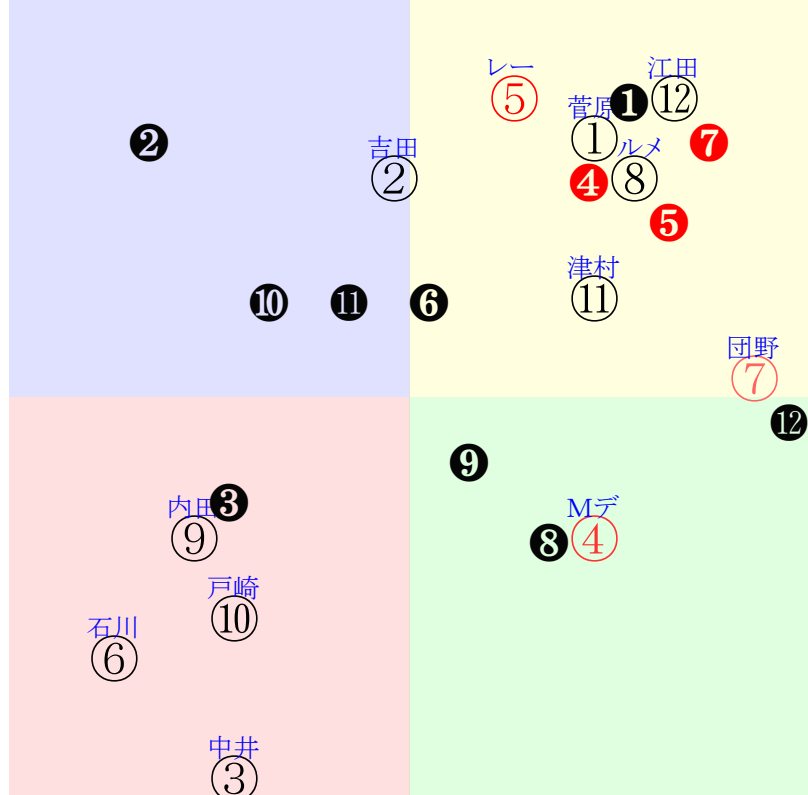 レー
江田
⑤
❶
⑫
菅原
①
❼
❷
吉田
ルメ
②
❹
⑧
❺
津村
❿
⓫
❻
⑪
団野
⑦
⓬
❾
内田
❸
Mデ
⑨
❽
④
戸崎
⑩
石川
⑥
中井
③